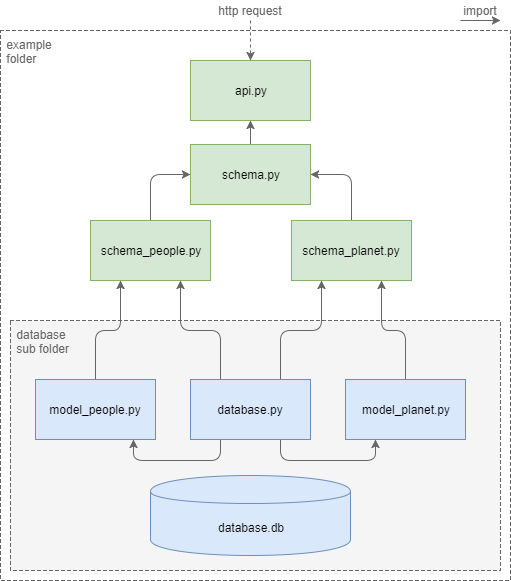 http request
import
example
folder
api.py
schema.py
schema_people.py
schema_planet.py
database
sub folder
model_people.py
database.py
model_planet.py
database.db